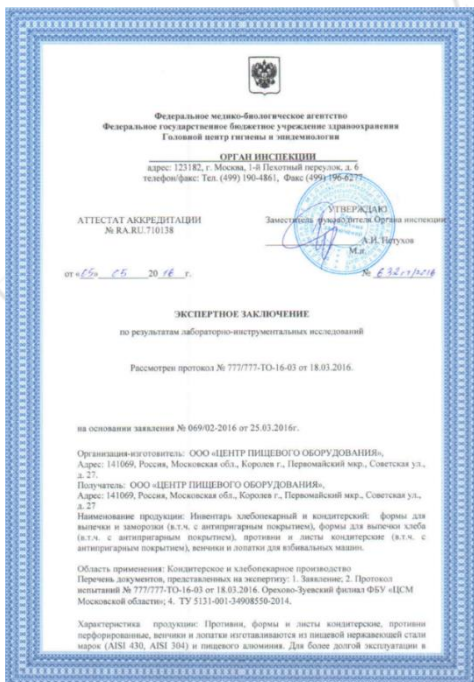 Федеральное медико-биологическое агентство
Федеральное государственное бюджетное учреждение здравоохранения
Головной центр гигиены и эпидемиологии
ОРГАН ИНСПЕКЦИИ
адрес: 123182, г. Москва, 1-й Пехотный переулок, д. 6
телефон/факс: Тел. (499) 190-4861, Факс (499) 196-6277
УТВЕРЖДАЮ
АТТЕСТАТ АККРЕДИТАЦИИ
Заместитель руководителя Органа инспекции
№ RA.RU.710138
А.И. Петухов
М.п.
от «05» 05 2016 г.
ЭКСПЕРТНОЕ ЗАКЛЮЧЕНИЕ
по результатам лабораторно-инструментальных исследований
Рассмотрен протокол № 777/777-ТО-16-03 от 18.03.2016.
на основании заявления № 069/02-2016 от 25.03.2016г.
Организация-изготовитель: ООО «ЦЕНТР ПИЩЕВОГО ОБОРУДОВАНИЯ»,
Адрес: 141069, Россия, Московская обл., Королев г., Первомайский мкр., Советская ул.,
д. 27.
Получатель: ООО «ЦЕНТР ПИЩЕВОГО ОБОРУДОВАНИЯ»,
Адрес: 141069, Россия, Московская обл., Королев г., Первомайский мкр., Советская ул.,
д. 27
Наименование продукции: Инвентарь хлебопекарный и кондитерский: формы для
выпечки и заморозки (в.т.ч. с антипригарным покрытием), формы для выпечки хлеба
(в.т.ч. с антипригарным покрытием), противни и листы кондитерские (в.т.ч. с
антипригарным покрытием), венчики и лопатки для взбивальных машин.
Область применения: Кондитерское и хлебопекарное производство
Перечень документов, представленных на экспертизу: 1. Заявление; 2. Протокол
испытаний № 777/777-ТО-16-03 от 18.03.2016. Орехово-Зуевский филиал ФБУ «ЦСМ
Московской области»; 4. ТУ 5131-001-34908550-2014.
Характеристика продукции: Противни, формы и листы кондитерские, противни
перфорированные, венчики и лопатки изготавливаются из пищевой нержавеющей стали
марок (AISI 430, AISI 304) и пищевого алюминия. Для более долгой эксплуатации в